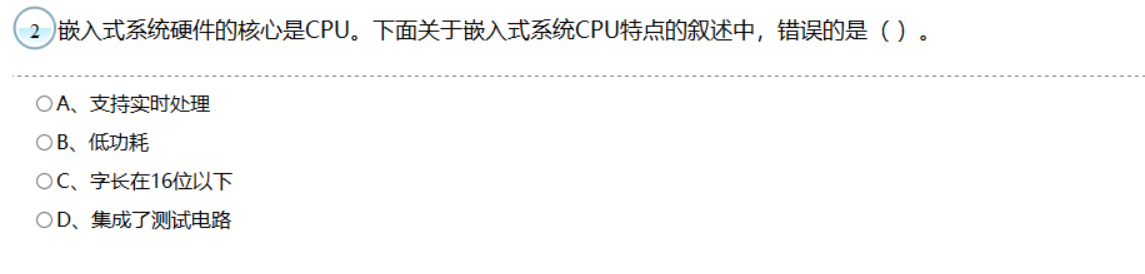 2 嵌入式系统硬件的核心是CPU。下面关于嵌入式系统CPU特点的叙述中，错误的是（ ）。
A、支持实时处理
B、低功耗
C、字长在16位以下
D、集成了测试电路